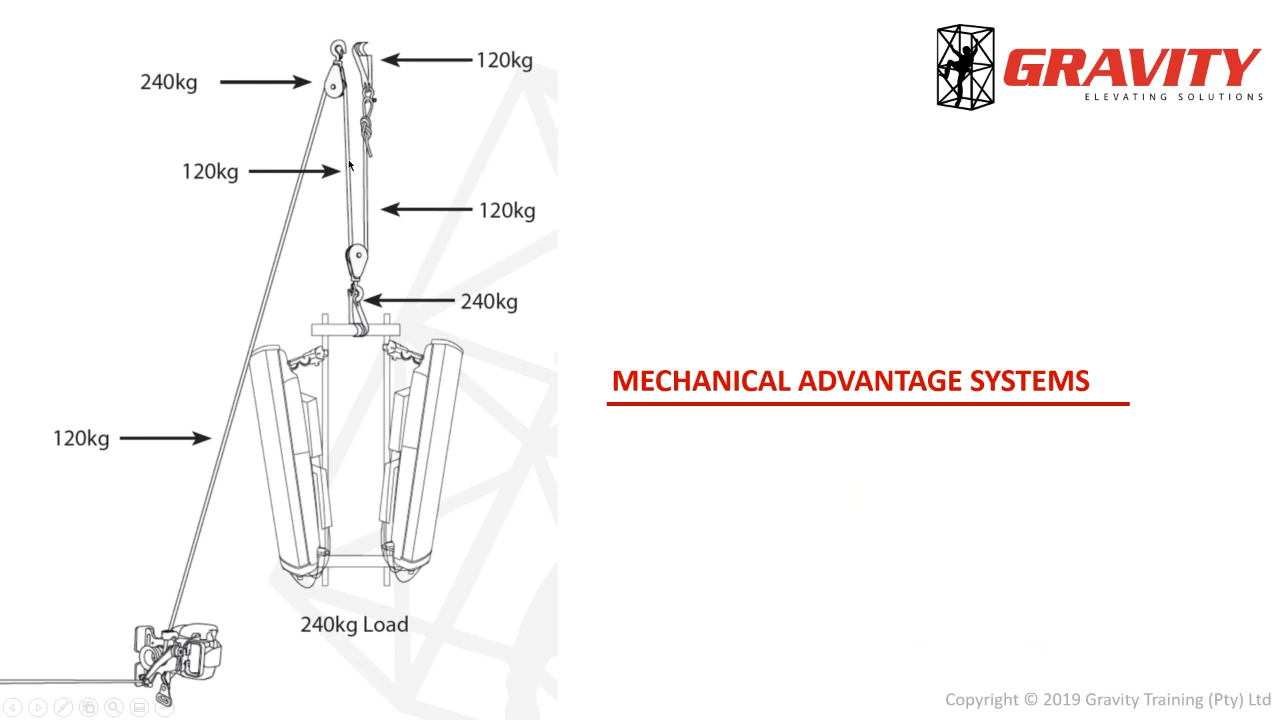 GRAVITY
ELEVATING SOLUTIONS
120kg
240kg
120kg
120kg
240kg
120kg
240kg Load
MECHANICAL ADVANTAGE SYSTEMS
Copyright © 2019 Gravity Training (Pty) Ltd